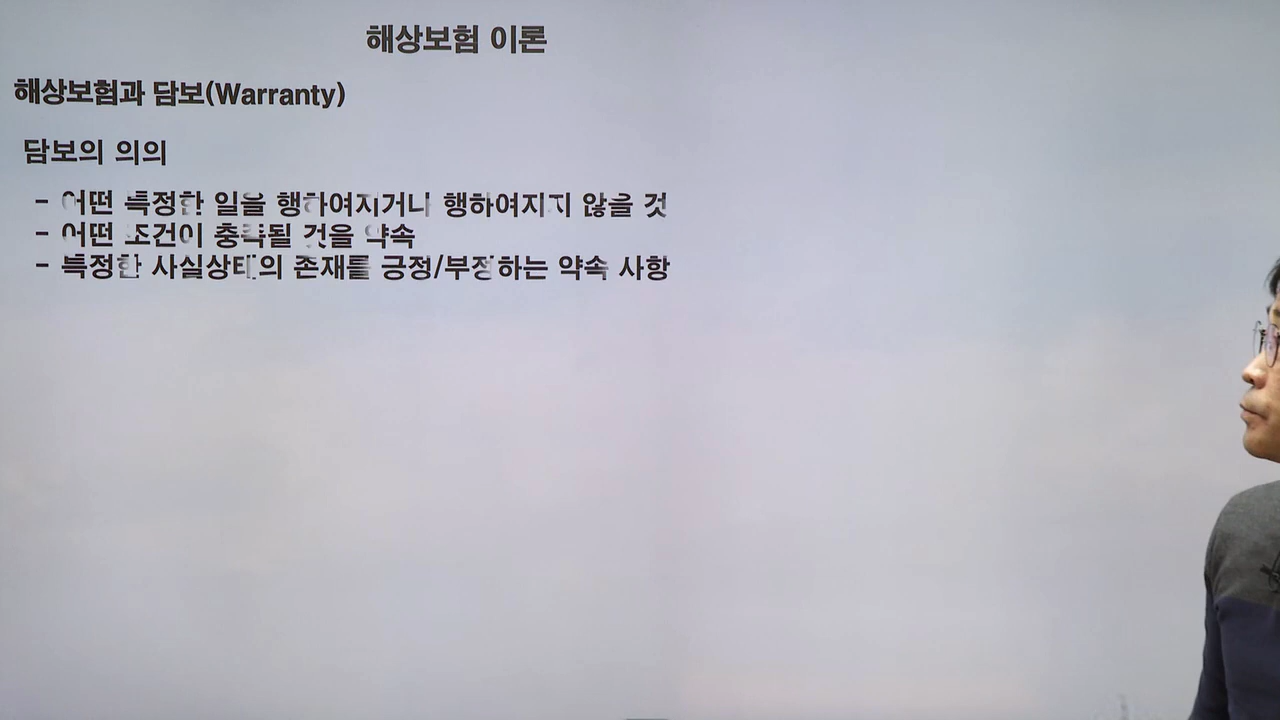 해상보험 이론
해상보험과 담보(Warranty)
담보의 의의
- 어떤 특정한 일을 행하여지거나 행하여지지 않을 것
- 어떤 조건이 충족될 것을 약속
- 특정한 사실상태의 존재를 긍정/부정하는 약속 사항